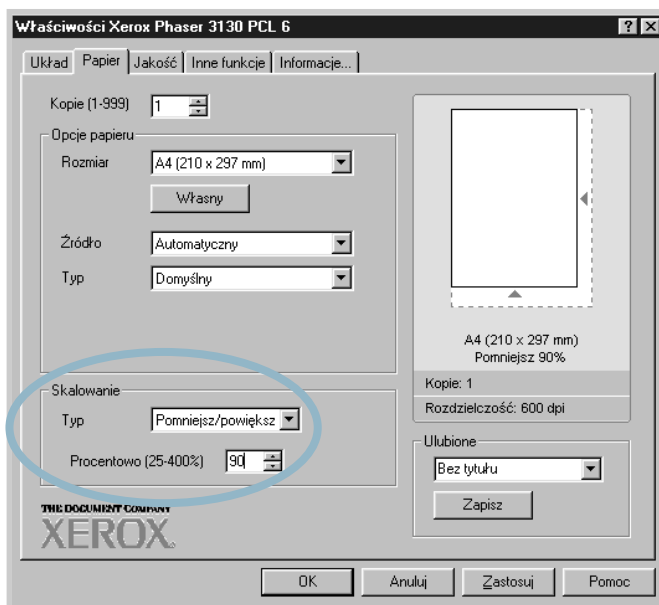 Właściwości Xerox Phaser 3130 PCL 6
Układ Papier Jakość Inne funkcje Informacje...
Kopie (1-999) 1
Opcje papieru
Rozmiar A4 (210 x 297 mm)
Własny
Źródło Automatyczny
Typ Domyślny
A4 (210 x 297 mm)
Pomniejsz 90%
Kopie: 1
Rozdzielczość: 600 dpi
Skalowanie
Typ Pomniejsz/powiększ
Procentowo (25-400%) 90
Ulubione
Bez tytułu
Zapisz
THE DOCUMENT COMPANY
XEROX
OK Anuluj Zastosuj Pomoc